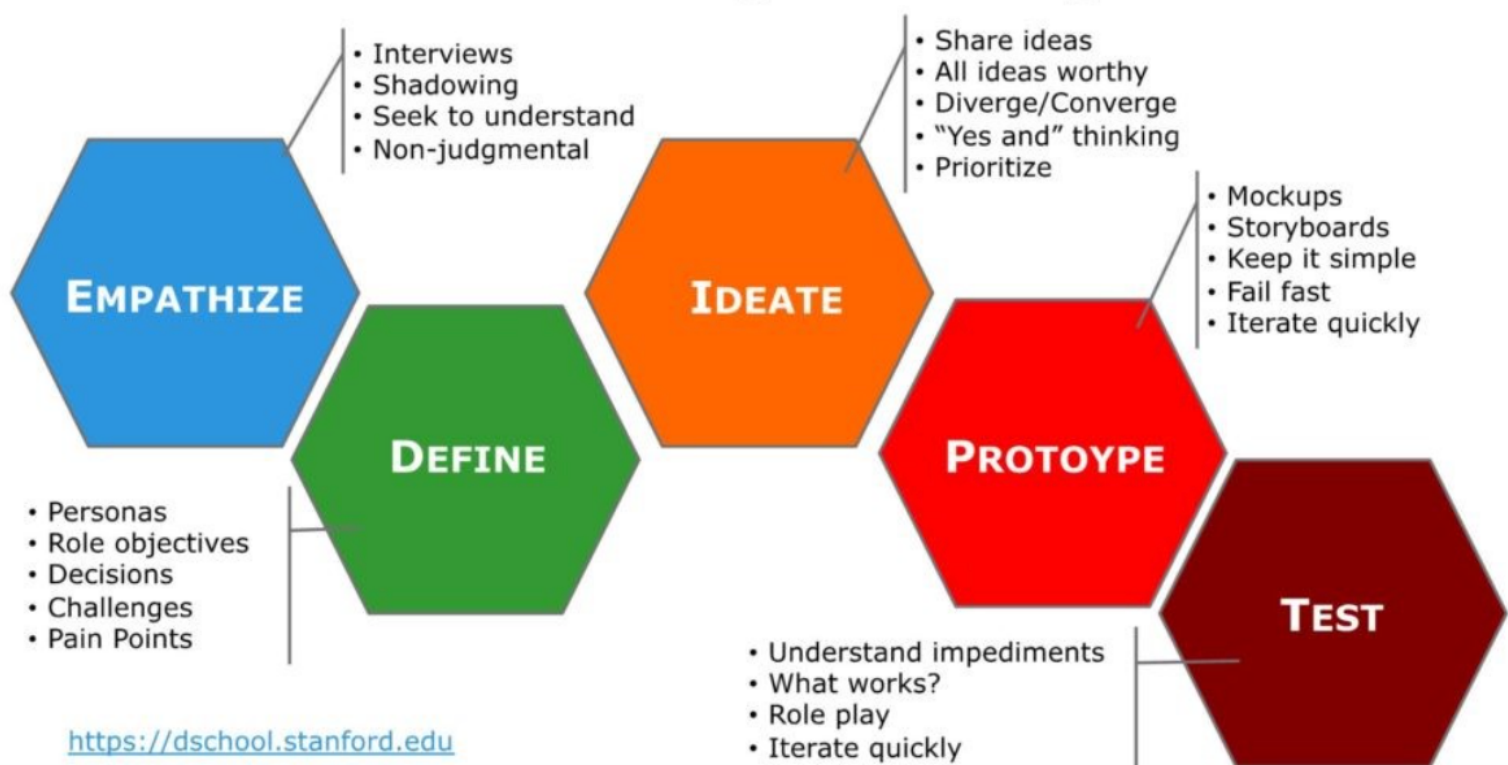 • Interviews
• Shadowing
• Seek to understand
• Non-judgmental
EMPATHIZE
• Personas
• Role objectives
• Decisions
• Challenges
• Pain Points
DEFINE
• Share ideas
• All ideas worthy
• Diverge/Converge
• “Yes and” thinking
• Prioritize
IDEATE
• Mockups
• Storyboards
• Keep it simple
• Fail fast
• Iterate quickly
PROTOYPE
• Understand impediments
• What works?
• Role play
• Iterate quickly
TEST
https://dschool.stanford.edu